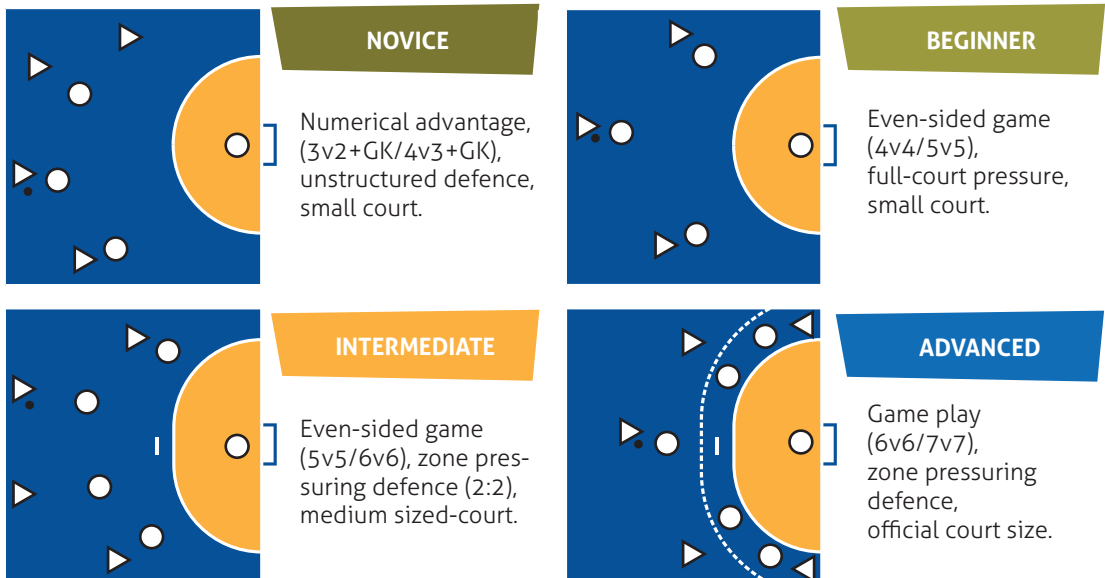 NOVICE
Numerical advantage,
(3v2+GK/4v3+GK),
unstructured defence,
small court.
BEGINNER
Even-sided game
(4v4/5v5),
full-court pressure,
small court.
INTERMEDIATE
Even-sided game
(5v5/6v6), zone pres-
suring defence (2:2),
medium sized-court.
ADVANCED
Game play
(6v6/7v7),
zone pressuring
defence,
official court size.